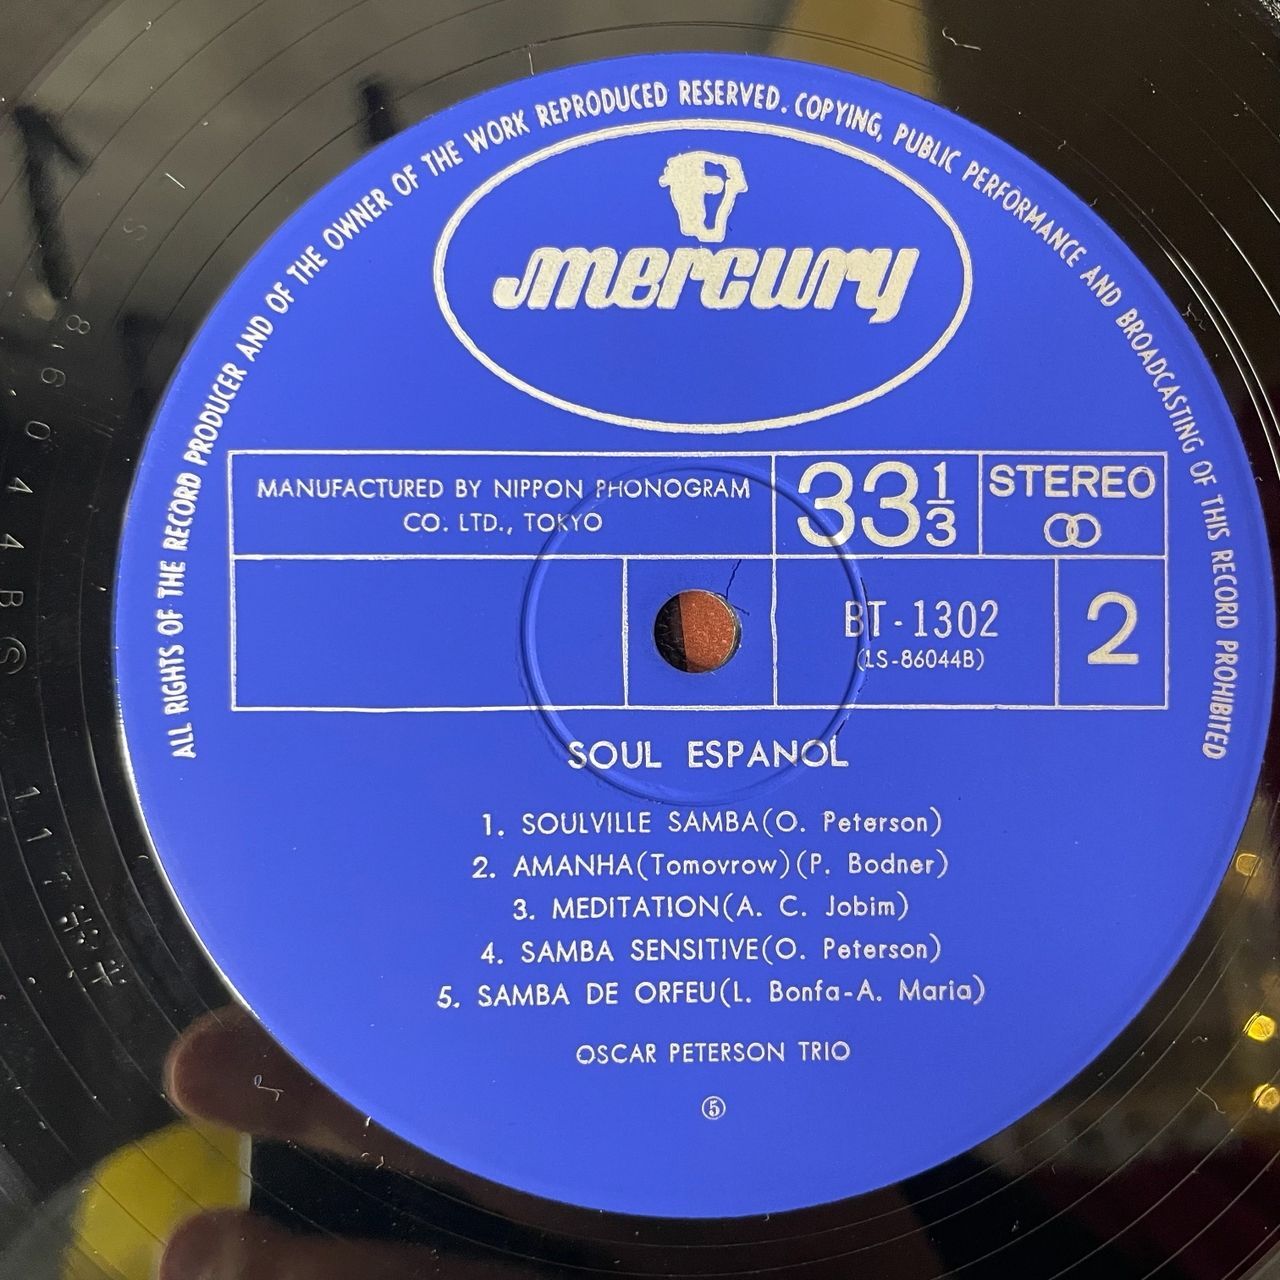 ALL RIGHTS OF THE RECORD PRODUCER AND OF THE OWNER OF THE WORK REPRODUCED RESERVED. COPYING, PUBLIC PERFORMANCE AND BROADCASTING OF THIS RECORD PROHIBITED
mercury
MANUFACTURED BY NIPPON PHONOGRAM
CO. LTD., TOKYO
33 1/3
STEREO
BT-1302
(LS-86044B)
2
SOUL ESPANOL
1. SOULVILLE SAMBA(O. Peterson)
2. AMANHA(Tomovrow)(P. Bodner)
3. MEDITATION(A. C. Jobim)
4. SAMBA SENSITIVE(O. Peterson)
5. SAMBA DE ORFEU(L. Bonfa-A. Maria)
OSCAR PETERSON TRIO
⑤